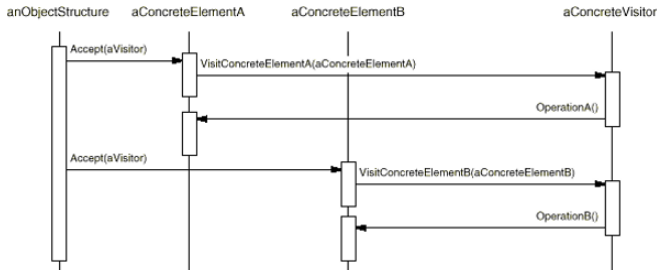 anObjectStructure aConcreteElementA aConcreteElementB aConcreteVisitor
Accept(aVisitor)
VisitConcreteElementA(aConcreteElementA)
OperationA()
Accept(aVisitor)
VisitConcreteElementB(aConcreteElementB)
OperationB()